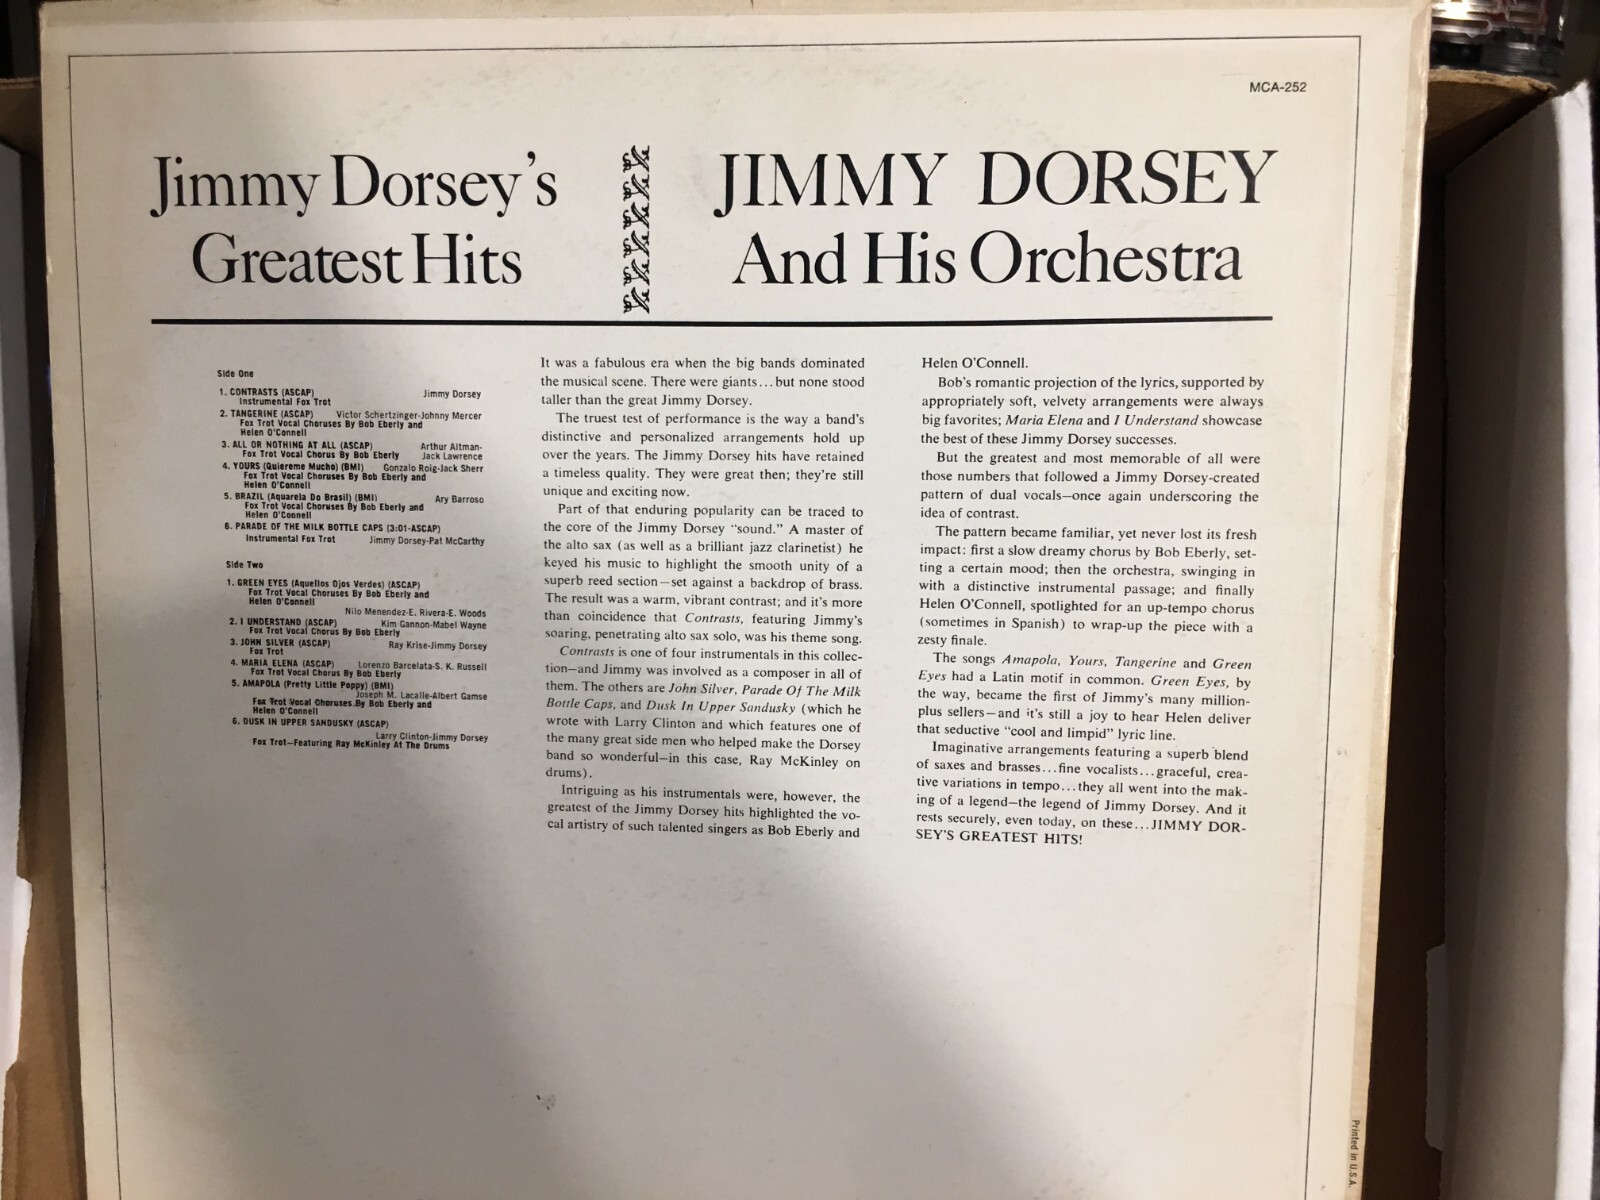 MCA-252
Jimmy Dorsey's
Greatest Hits
JIMMY DORSEY
And His Orchestra
Side One
1. CONTRASTS (ASCAP) Jimmy Dorsey
Instrumental Fox Trot
2. TANGERINE (ASCAP) Victor Schertzinger-Johnny Mercer
Fox Trot Vocal Choruses By Bob Eberly and
Helen O'Connell
3. ALL OR NOTHING AT ALL (ASCAP) Arthur Altman-
Fox Trot Vocal Chorus By Bob Eberly Jack Lawrence
4. YOURS (Quiereme Mucho) (BMI) Gonzalo Roig-Jack Sherr
Fox Trot Vocal Choruses By Bob Eberly and
Helen O'Connell
5. BRAZIL (Aquarela Do Brasil) (BMI) Ary Barroso
Fox Trot Vocal Choruses By Bob Eberly and
Helen O'Connell
6. PARADE OF THE MILK BOTTLE CAPS (3:01-ASCAP)
Instrumental Fox Trot Jimmy Dorsey-Pat McCarthy
Side Two
1. GREEN EYES (Aquellos Ojos Verdes) (ASCAP)
Fox Trot Vocal Choruses By Bob Eberly and
Helen O'Connell
Nilo Menendez-E. Rivera-E. Woods
2. I UNDERSTAND (ASCAP) Kim Gannon-Mabel Wayne
Fox Trot Vocal Chorus By Bob Eberly
3. JOHN SILVER (ASCAP) Ray Krise-Jimmy Dorsey
Fox Trot
4. MARIA ELENA (ASCAP) Lorenzo Barcelata-S. K. Russell
Fox Trot Vocal Chorus By Bob Eberly
5. AMAPOLA (Pretty Little Poppy) (BMI)
Joseph M. Lacalle-Albert Gamse
Fox Trot Vocal Choruses By Bob Eberly and
Helen O'Connell
6. DUSK IN UPPER SANDUSKY (ASCAP)
Larry Clinton-Jimmy Dorsey
Fox Trot—Featuring Ray McKinley At The Drums
It was a fabulous era when the big bands dominated
the musical scene. There were giants...but none stood
taller than the great Jimmy Dorsey.
The truest test of performance is the way a band's
distinctive and personalized arrangements hold up
over the years. The Jimmy Dorsey hits have retained
a timeless quality. They were great then; they're still
unique and exciting now.
Part of that enduring popularity can be traced to
the core of the Jimmy Dorsey "sound." A master of
the alto sax (as well as a brilliant jazz clarinetist) he
keyed his music to highlight the smooth unity of a
superb reed section—set against a backdrop of brass.
The result was a warm, vibrant contrast; and it's more
than coincidence that Contrasts, featuring Jimmy's
soaring, penetrating alto sax solo, was his theme song.
Contrasts is one of four instrumentals in this collec-
tion—and Jimmy was involved as a composer in all of
them. The others are John Silver, Parade Of The Milk
Bottle Caps, and Dusk In Upper Sandusky (which he
wrote with Larry Clinton and which features one of
the many great side men who helped make the Dorsey
band so wonderful—in this case, Ray McKinley on
drums).
Intriguing as his instrumentals were, however, the
greatest of the Jimmy Dorsey hits highlighted the vo-
cal artistry of such talented singers as Bob Eberly and
Helen O'Connell.
Bob's romantic projection of the lyrics, supported by
appropriately soft, velvety arrangements were always
big favorites; Maria Elena and I Understand showcase
the best of these Jimmy Dorsey successes.
But the greatest and most memorable of all were
those numbers that followed a Jimmy Dorsey-created
pattern of dual vocals—once again underscoring the
idea of contrast.
The pattern became familiar, yet never lost its fresh
impact: first a slow dreamy chorus by Bob Eberly, set-
ting a certain mood; then the orchestra, swinging in
with a distinctive instrumental passage; and finally
Helen O'Connell, spotlighted for an up-tempo chorus
(sometimes in Spanish) to wrap-up the piece with a
zesty finale.
The songs Amapola, Yours, Tangerine and Green
Eyes had a Latin motif in common. Green Eyes, by
the way, became the first of Jimmy's many million-
plus sellers—and it's still a joy to hear Helen deliver
that seductive "cool and limpid" lyric line.
Imaginative arrangements featuring a superb blend
of saxes and brasses...fine vocalists...graceful, crea-
tive variations in tempo...they all went into the mak-
ing of a legend—the legend of Jimmy Dorsey. And it
rests securely, even today, on these...JIMMY DOR-
SEY'S GREATEST HITS!
Printed in U.S.A.